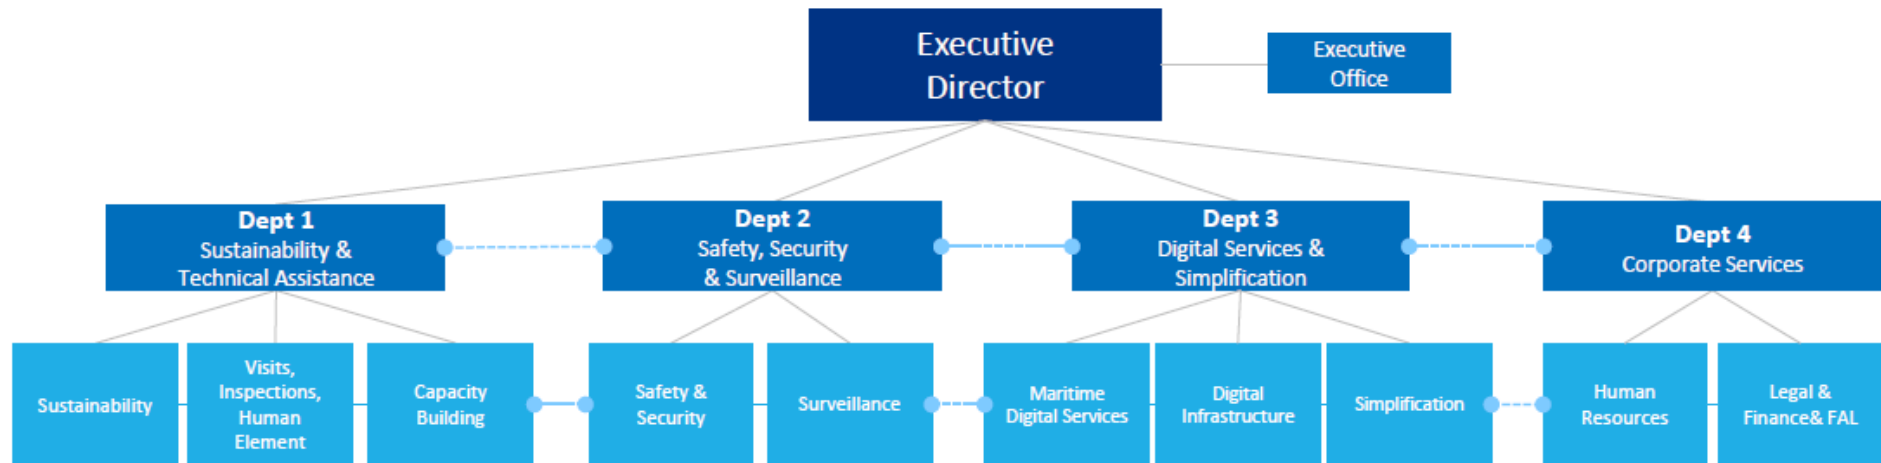 Executive
Director
Executive
Office
Dept 1
Sustainability &
Technical Assistance
Dept 2
Safety, Security
& Surveillance
Dept 3
Digital Services &
Simplification
Dept 4
Corporate Services
Sustainability
Visits,
Inspections,
Human
Element
Capacity
Building
Safety &
Security
Surveillance
Maritime
Digital Services
Digital
Infrastructure
Simplification
Human
Resources
Legal &
Finance& FAL